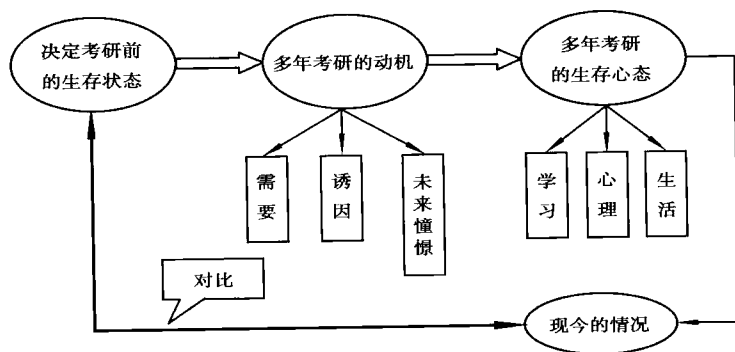 决定考研前
的生存状态
多年考研的动机
多年考研
的生存心态
需要
诱因
未来憧憬
学习
心理
生活
对比
现今的情况